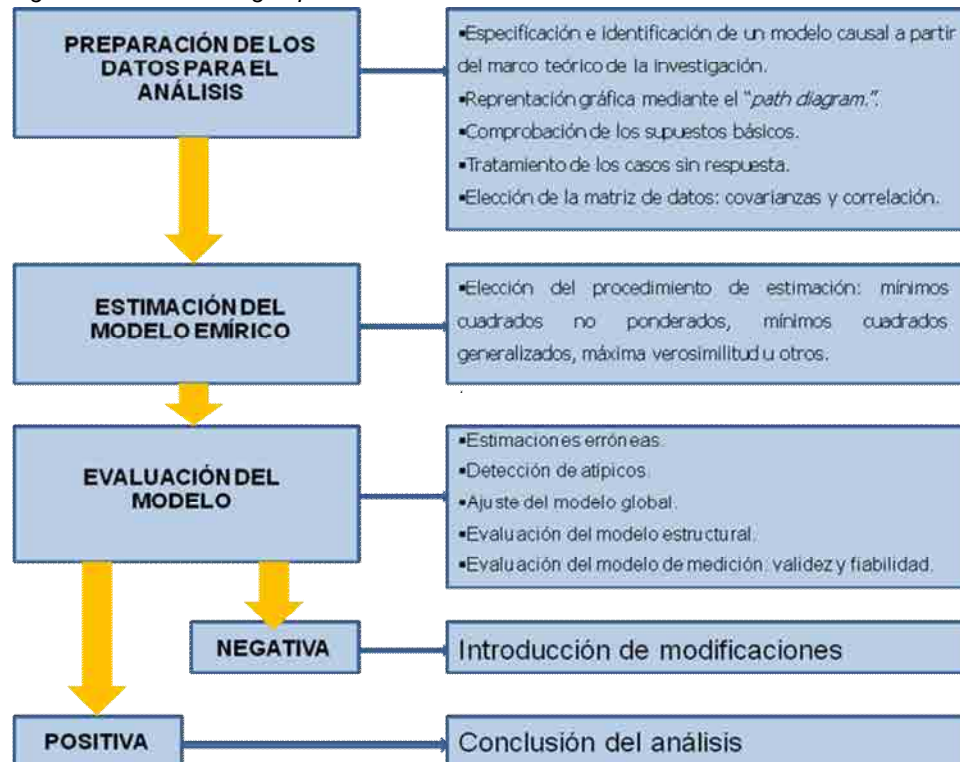 PREPARACIÓN DE LOS
DATOS PARA EL
ANÁLISIS
▪Especificación e identificación de un modelo causal a partir
del marco teórico de la investigación.
▪Reprentación gráfica mediante el "path diagram.".
▪Comprobación de los supuestos básicos.
▪Tratamiento de los casos sin respuesta.
▪Elección de la matriz de datos: covarianzas y correlación.
ESTIMACIÓN DEL
MODELO EMÍRICO
▪Elección del procedimiento de estimación: mínimos
cuadrados no ponderados, mínimos cuadrados
generalizados, máxima verosimilitud u otros.
EVALUACIÓN DEL
MODELO
▪Estimaciones erróneas.
▪Detección de atípicos.
▪Ajuste del modelo global.
▪Evaluación del modelo estructural.
▪Evaluación del modelo de medición: validez y fiabilidad.
NEGATIVA
Introducción de modificaciones
POSITIVA
Conclusión del análisis